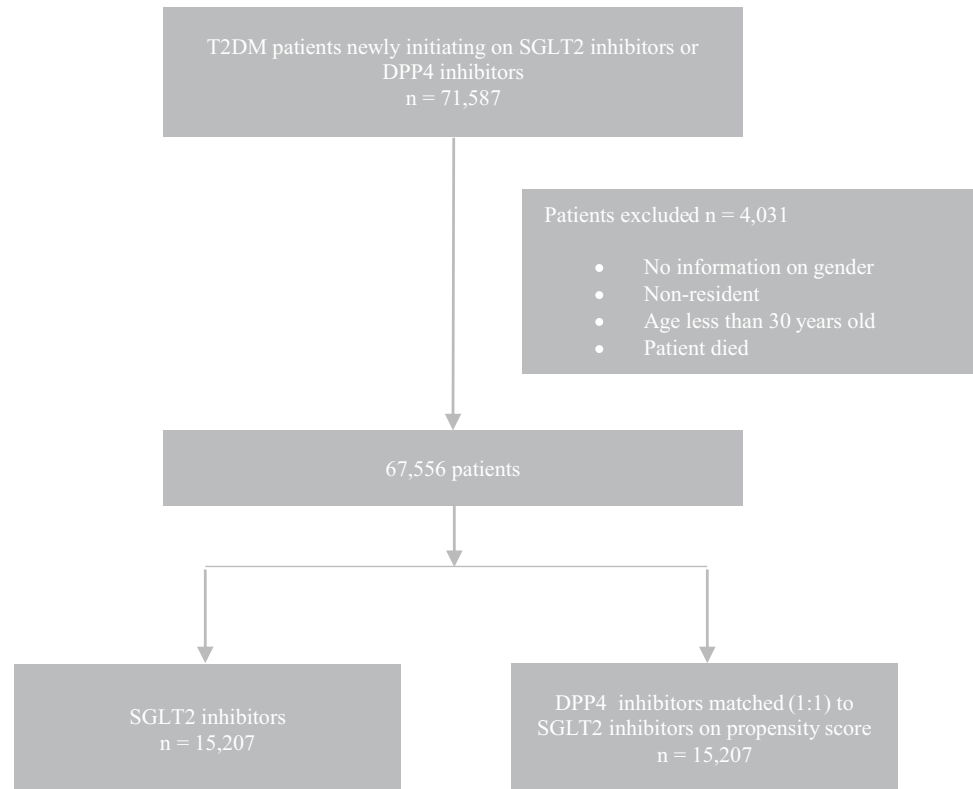 T2DM patients newly initiating on SGLT2 inhibitors or
DPP4 inhibitors
n = 71,587
Patients excluded n = 4,031
• No information on gender
• Non-resident
• Age less than 30 years old
• Patient died
67,556 patients
SGLT2 inhibitors
n = 15,207
DPP4 inhibitors matched (1:1) to
SGLT2 inhibitors on propensity score
n = 15,207